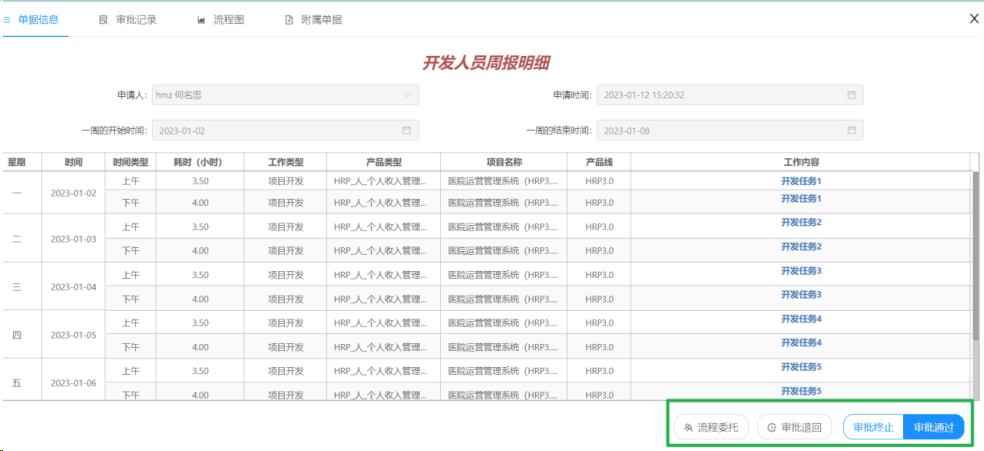 单据信息 审批记录 流程图 附属单据 X
开发人员周报明细
申请人: hmz 何名忠 申请时间: 2023-01-12 15:20:32
一周的开始时间: 2023-01-02 一周的结束时间: 2023-01-08
星期 时间 时间类型 耗时（小时） 工作类型 产品类型 项目名称 产品线 工作内容
一 2023-01-02 上午 3.50 项目开发 HRP_人_个人收入管理... 医院运营管理系统（HRP3.... HRP3.0 开发任务1
下午 4.00 项目开发 HRP_人_个人收入管理... 医院运营管理系统（HRP3.... HRP3.0 开发任务1
二 2023-01-03 上午 3.50 项目开发 HRP_人_个人收入管理... 医院运营管理系统（HRP3.... HRP3.0 开发任务2
下午 4.00 项目开发 HRP_人_个人收入管理... 医院运营管理系统（HRP3.... HRP3.0 开发任务2
三 2023-01-04 上午 3.50 项目开发 HRP_人_个人收入管理... 医院运营管理系统（HRP3.... HRP3.0 开发任务3
下午 4.00 项目开发 HRP_人_个人收入管理... 医院运营管理系统（HRP3.... HRP3.0 开发任务3
四 2023-01-05 上午 3.50 项目开发 HRP_人_个人收入管理... 医院运营管理系统（HRP3.... HRP3.0 开发任务4
下午 4.00 项目开发 HRP_人_个人收入管理... 医院运营管理系统（HRP3.... HRP3.0 开发任务4
五 2023-01-06 上午 3.50 项目开发 HRP_人_个人收入管理... 医院运营管理系统（HRP3.... HRP3.0 开发任务5
下午 4.00 项目开发 HRP_人_个人收入管理... 医院运营管理系统（HRP3.... HRP3.0 开发任务5
流程委托 审批退回 审批终止 审批通过